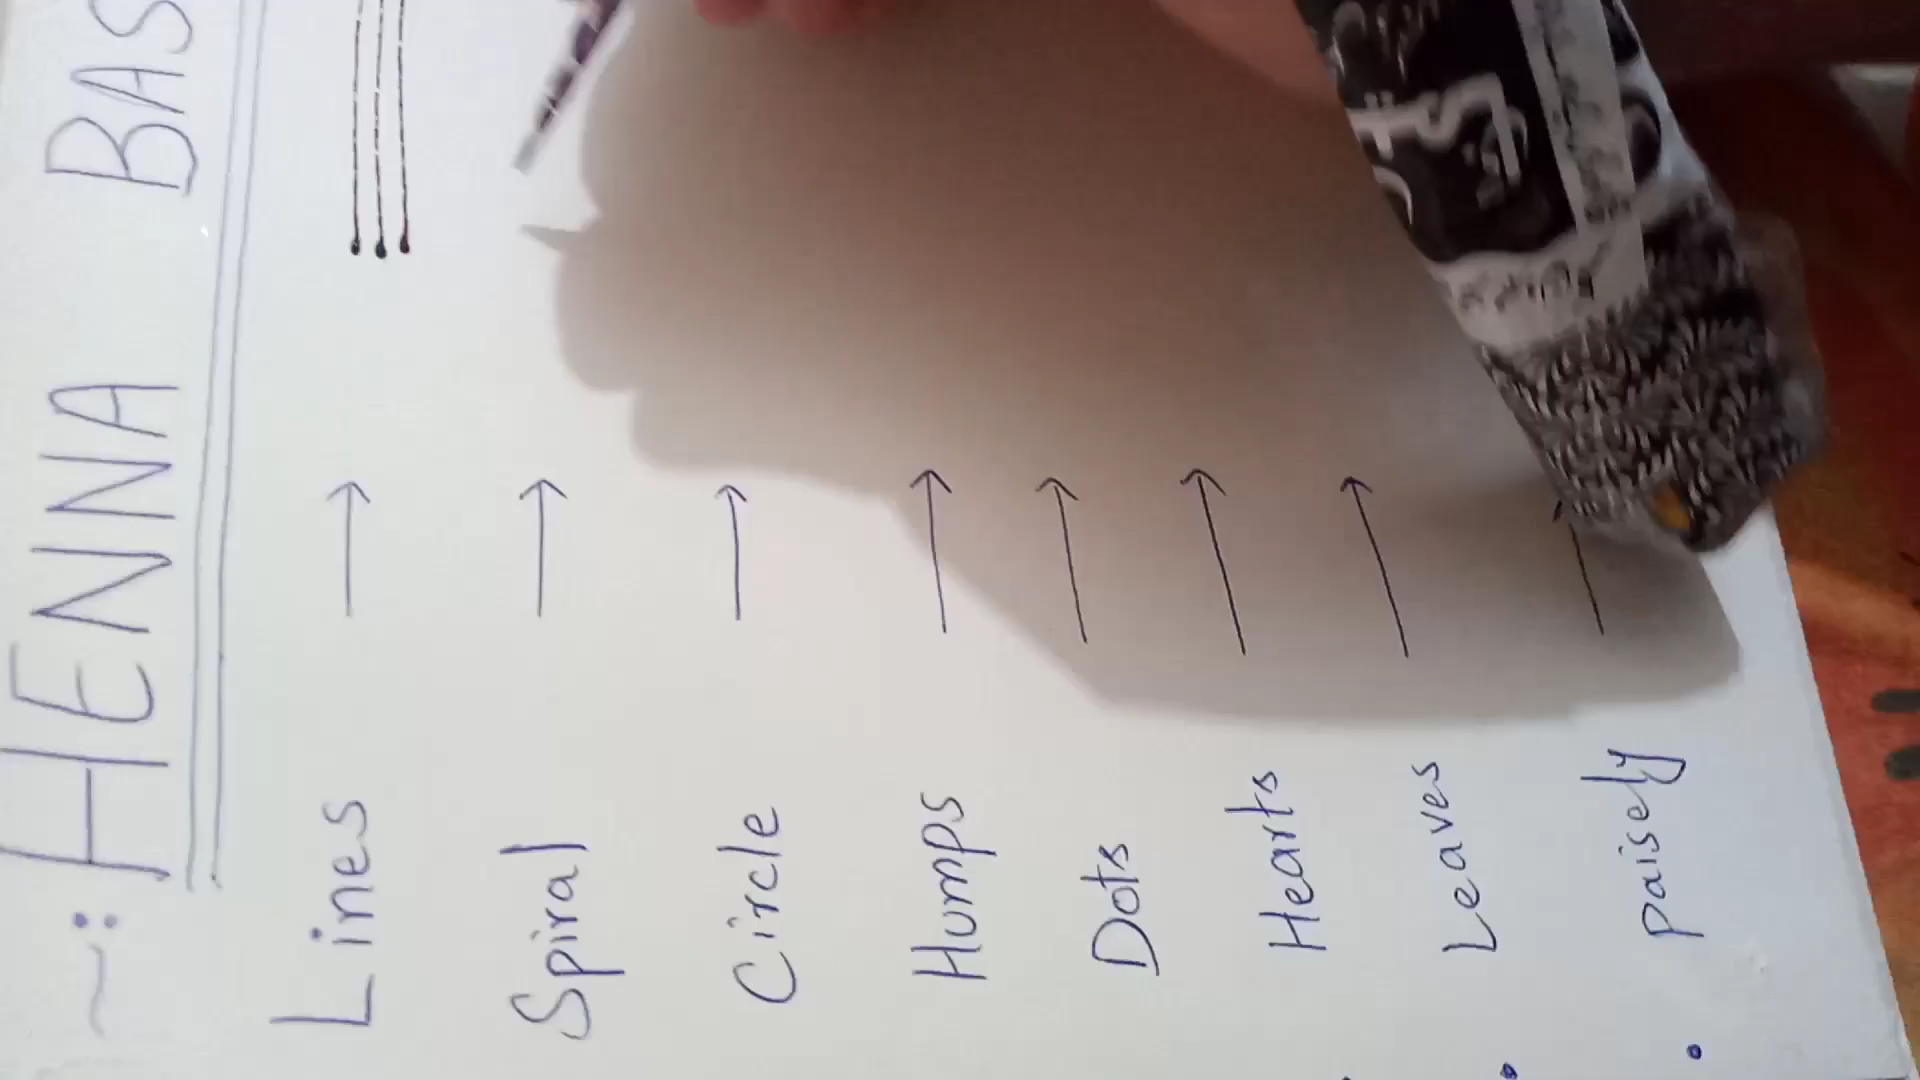 ~: HENNA BAS
Lines →
Spiral →
Circle →
Humps →
Dots →
Hearts →
Leaves →
paisely →